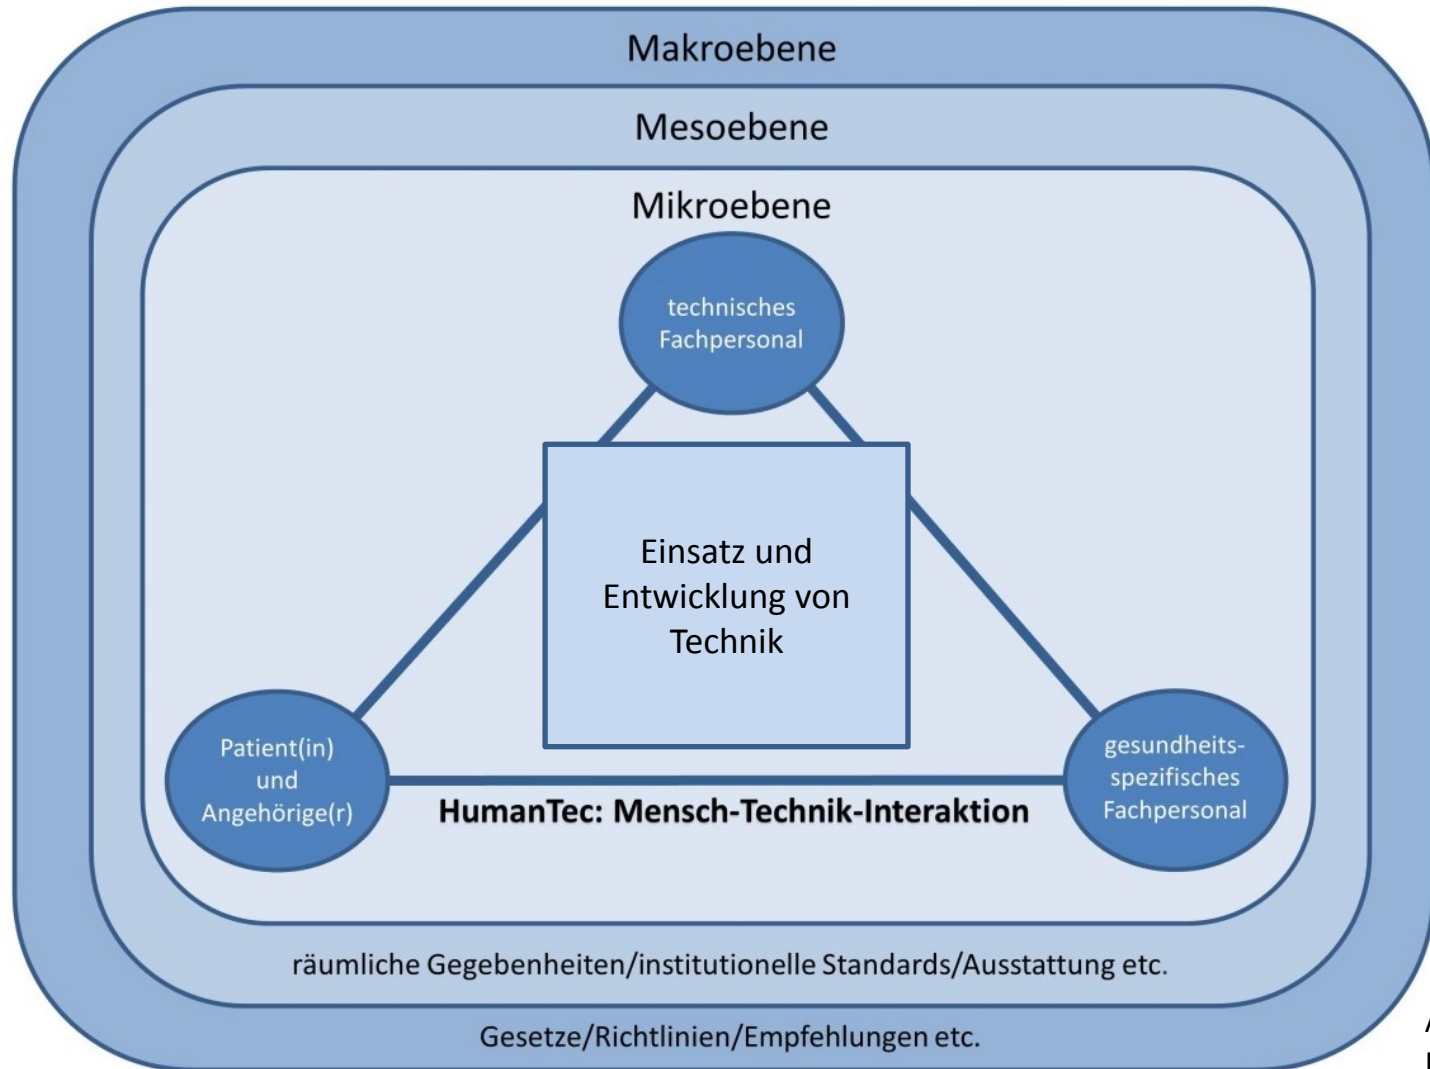 Makroebene
Mesoebene
Mikroebene
technisches
Fachpersonal
Einsatz und
Entwicklung von
Technik
Patient(in)
und
Angehörige(r)
gesundheits-
spezifisches
Fachpersonal
HumanTec: Mensch-Technik-Interaktion
räumliche Gegebenheiten/institutionelle Standards/Ausstattung etc.
Gesetze/Richtlinien/Empfehlungen etc.